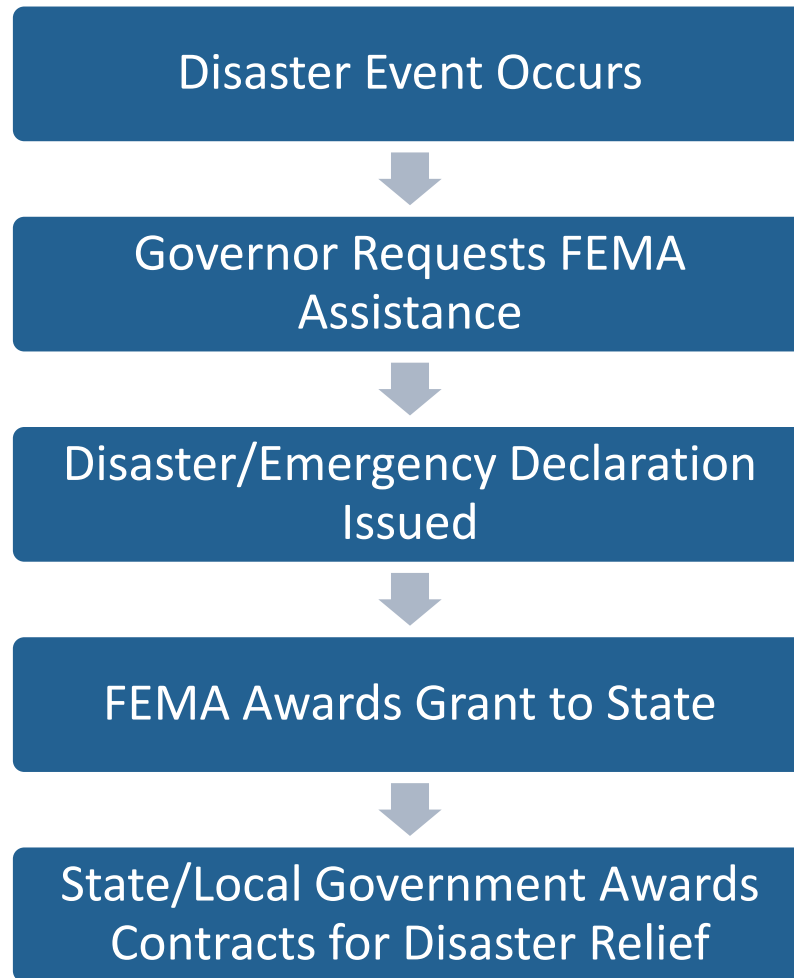 Disaster Event Occurs
Governor Requests FEMA
Assistance
Disaster/Emergency Declaration
Issued
FEMA Awards Grant to State
State/Local Government Awards
Contracts for Disaster Relief